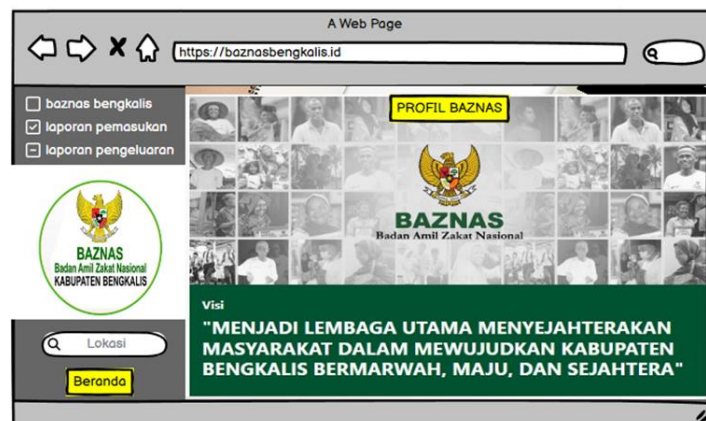 A Web Page
https://baznasbengkalis.id
baznas bengkalis
laporan pemasukan
laporan pengeluaran
BAZNAS
Badan Amil Zakat Nasional
KABUPATEN BENGKALIS
Lokasi
Beranda
PROFIL BAZNAS
BAZNAS
Badan Amil Zakat Nasional
Visi
"MENJADI LEMBAGA UTAMA MENYEJAHTERAKAN
MASYARAKAT DALAM MEWUJUDKAN KABUPATEN
BENGKALIS BERMARWAH, MAJU, DAN SEJAHTERA"